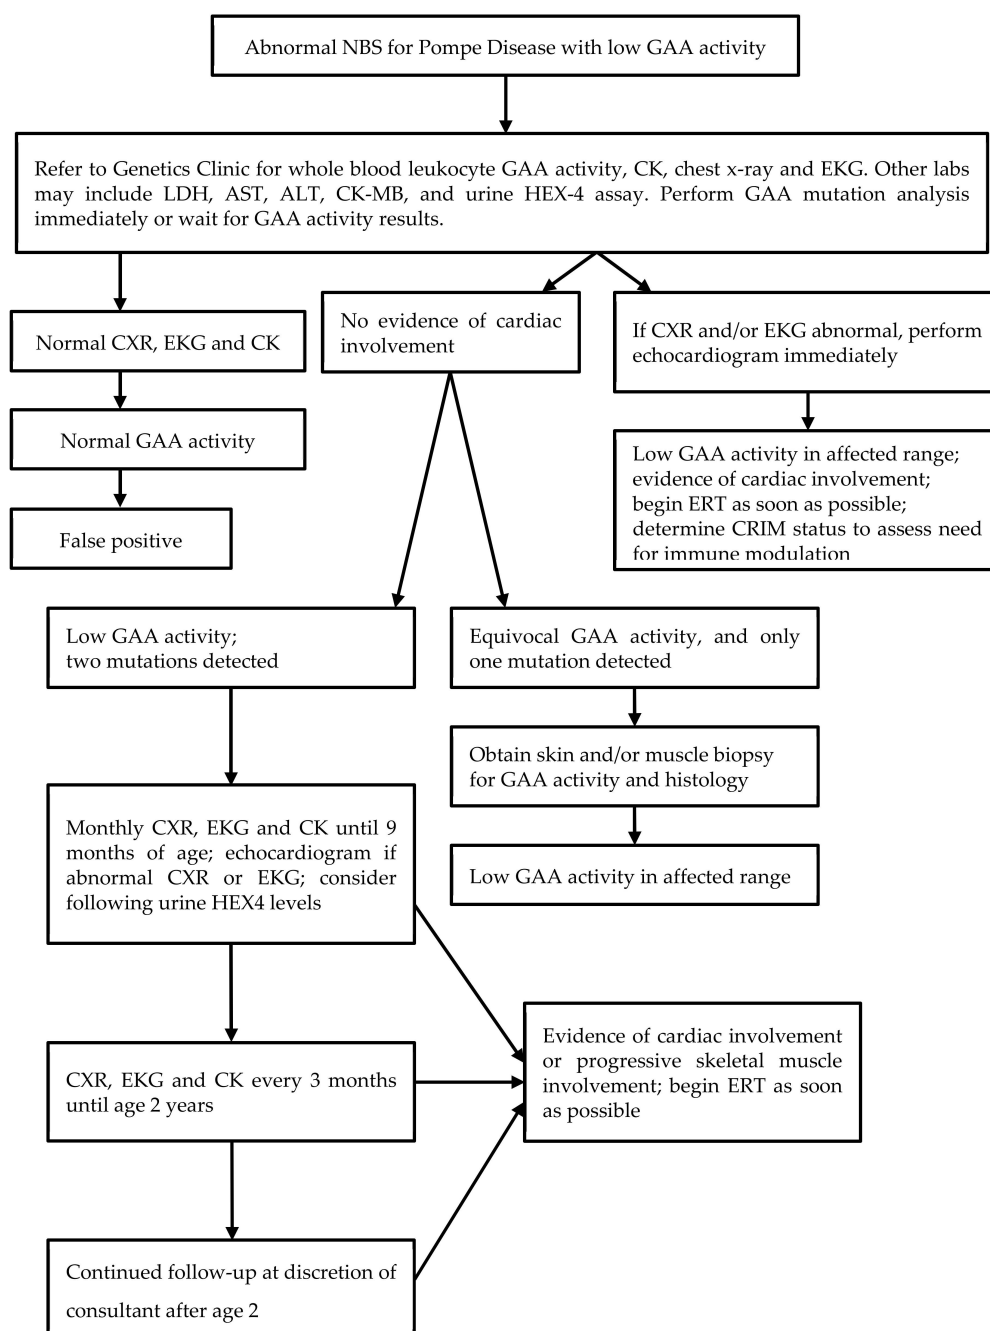 Abnormal NBS for Pompe Disease with low GAA activity
Refer to Genetics Clinic for whole blood leukocyte GAA activity, CK, chest x-ray and EKG. Other labs
may include LDH, AST, ALT, CK-MB, and urine HEX-4 assay. Perform GAA mutation analysis
immediately or wait for GAA activity results.
Normal CXR, EKG and CK
Normal GAA activity
False positive
No evidence of cardiac
involvement
If CXR and/or EKG abnormal, perform
echocardiogram immediately
Low GAA activity in affected range;
evidence of cardiac involvement;
begin ERT as soon as possible;
determine CRIM status to assess need
for immune modulation
Low GAA activity;
two mutations detected
Equivocal GAA activity, and only
one mutation detected
Obtain skin and/or muscle biopsy
for GAA activity and histology
Low GAA activity in affected range
Monthly CXR, EKG and CK until 9
months of age; echocardiogram if
abnormal CXR or EKG; consider
following urine HEX4 levels
CXR, EKG and CK every 3 months
until age 2 years
Evidence of cardiac involvement
or progressive skeletal muscle
involvement; begin ERT as soon
as possible
Continued follow-up at discretion of
consultant after age 2